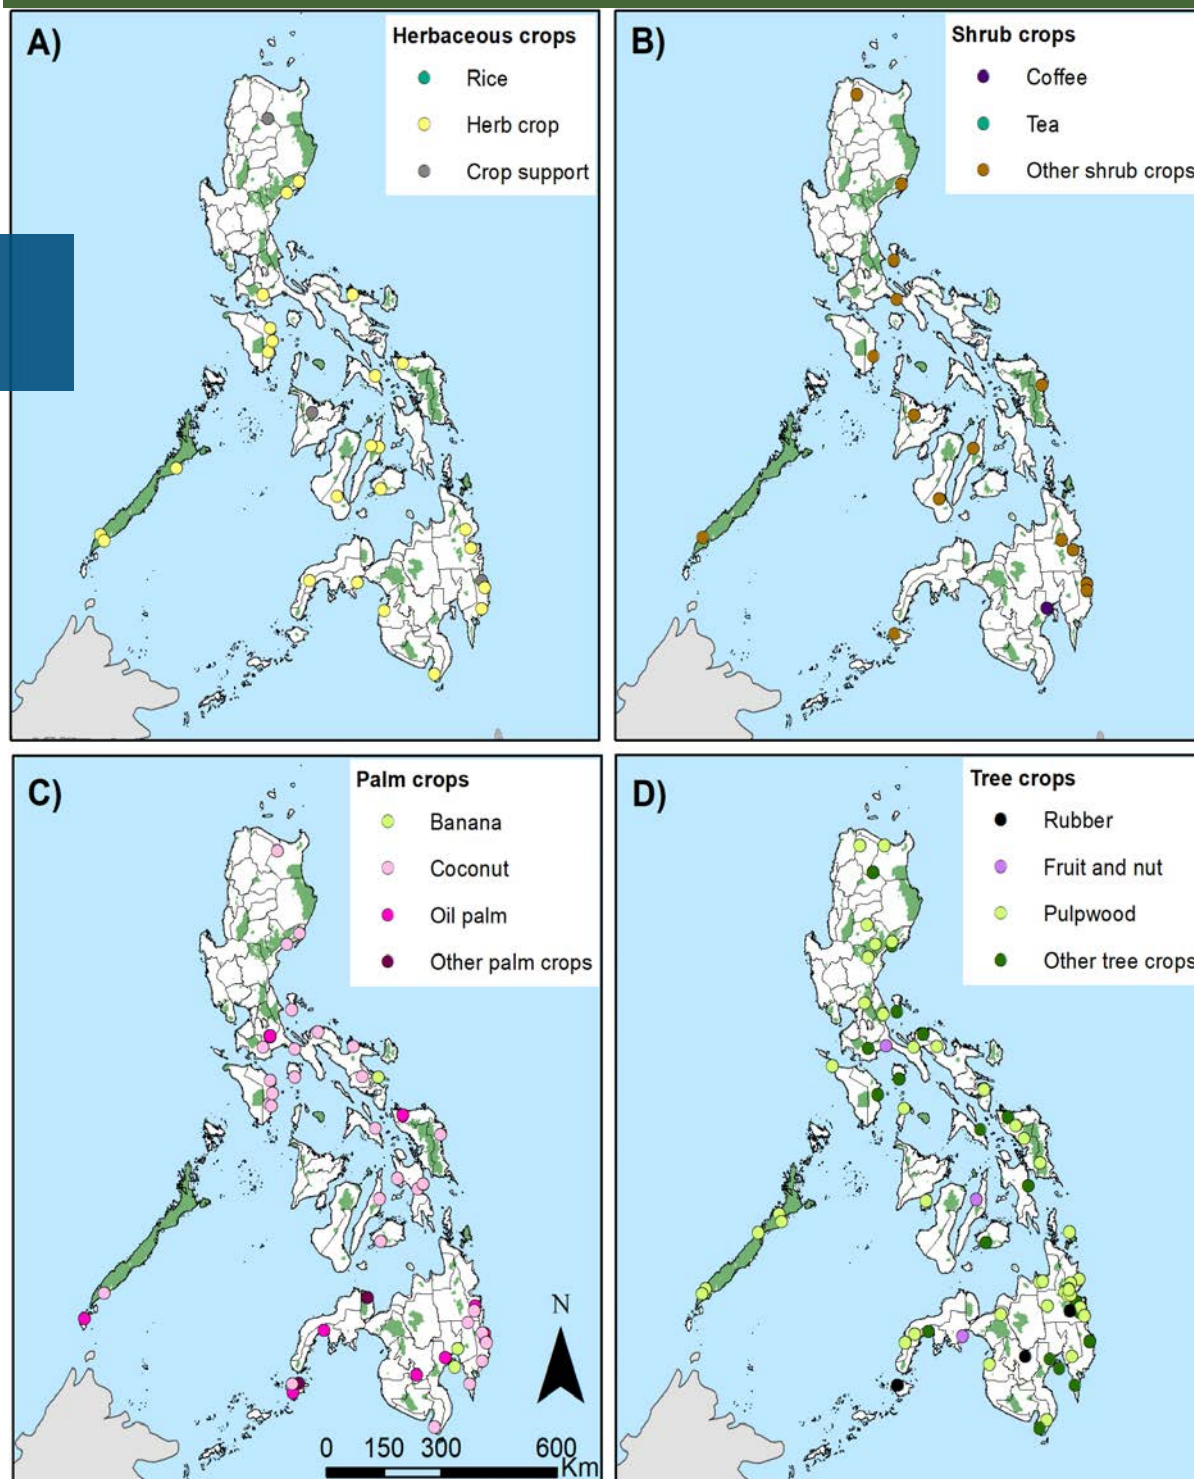 A)
Herbaceous crops
Rice
Herb crop
Crop support
B)
Shrub crops
Coffee
Tea
Other shrub crops
C)
Palm crops
Banana
Coconut
Oil palm
Other palm crops
N
0 150 300 600
Km
D)
Tree crops
Rubber
Fruit and nut
Pulpwood
Other tree crops